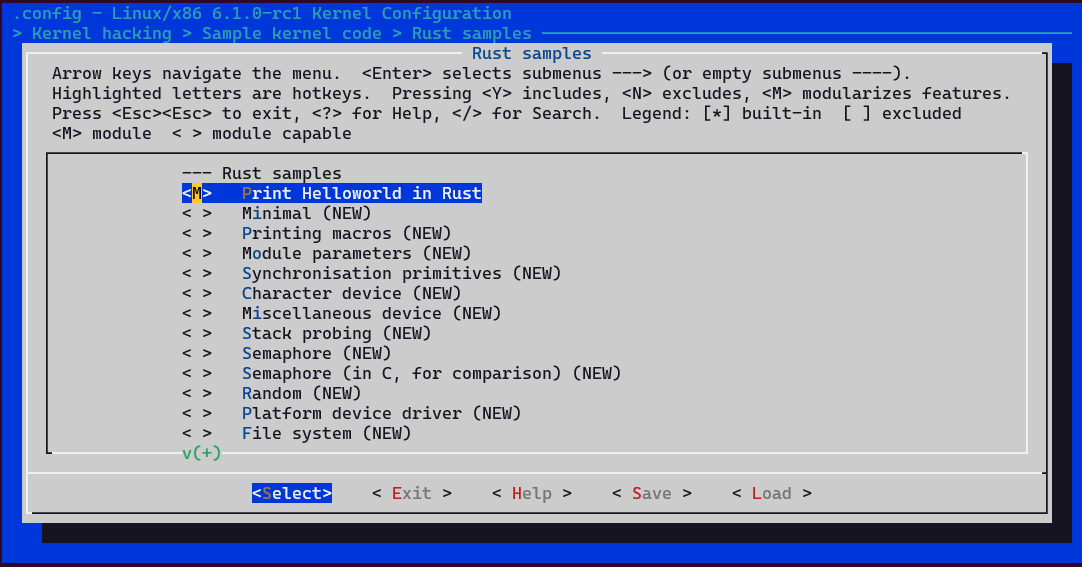 .config - Linux/x86 6.1.0-rc1 Kernel Configuration
> Kernel hacking > Sample kernel code > Rust samples
Rust samples
Arrow keys navigate the menu.  <Enter> selects submenus ---> (or empty submenus ----).
Highlighted letters are hotkeys.  Pressing <Y> includes, <N> excludes, <M> modularizes features.
Press <Esc><Esc> to exit, <?> for Help, </> for Search.  Legend: [*] built-in  [ ] excluded
<M> module  < > module capable
--- Rust samples
<M>   Print Helloworld in Rust
< >   Minimal (NEW)
< >   Printing macros (NEW)
< >   Module parameters (NEW)
< >   Synchronisation primitives (NEW)
< >   Character device (NEW)
< >   Miscellaneous device (NEW)
< >   Stack probing (NEW)
< >   Semaphore (NEW)
< >   Semaphore (in C, for comparison) (NEW)
< >   Random (NEW)
< >   Platform device driver (NEW)
< >   File system (NEW)
v(+)
<Select>    < Exit >    < Help >    < Save >    < Load >